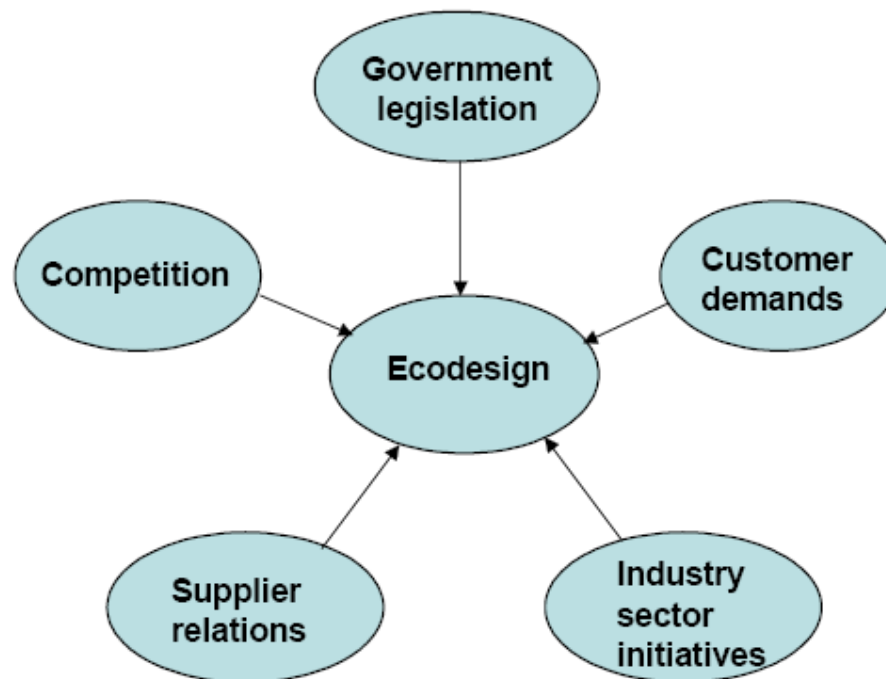 Government
legislation
Competition
Customer
demands
Ecodesign
Supplier
relations
Industry
sector
initiatives